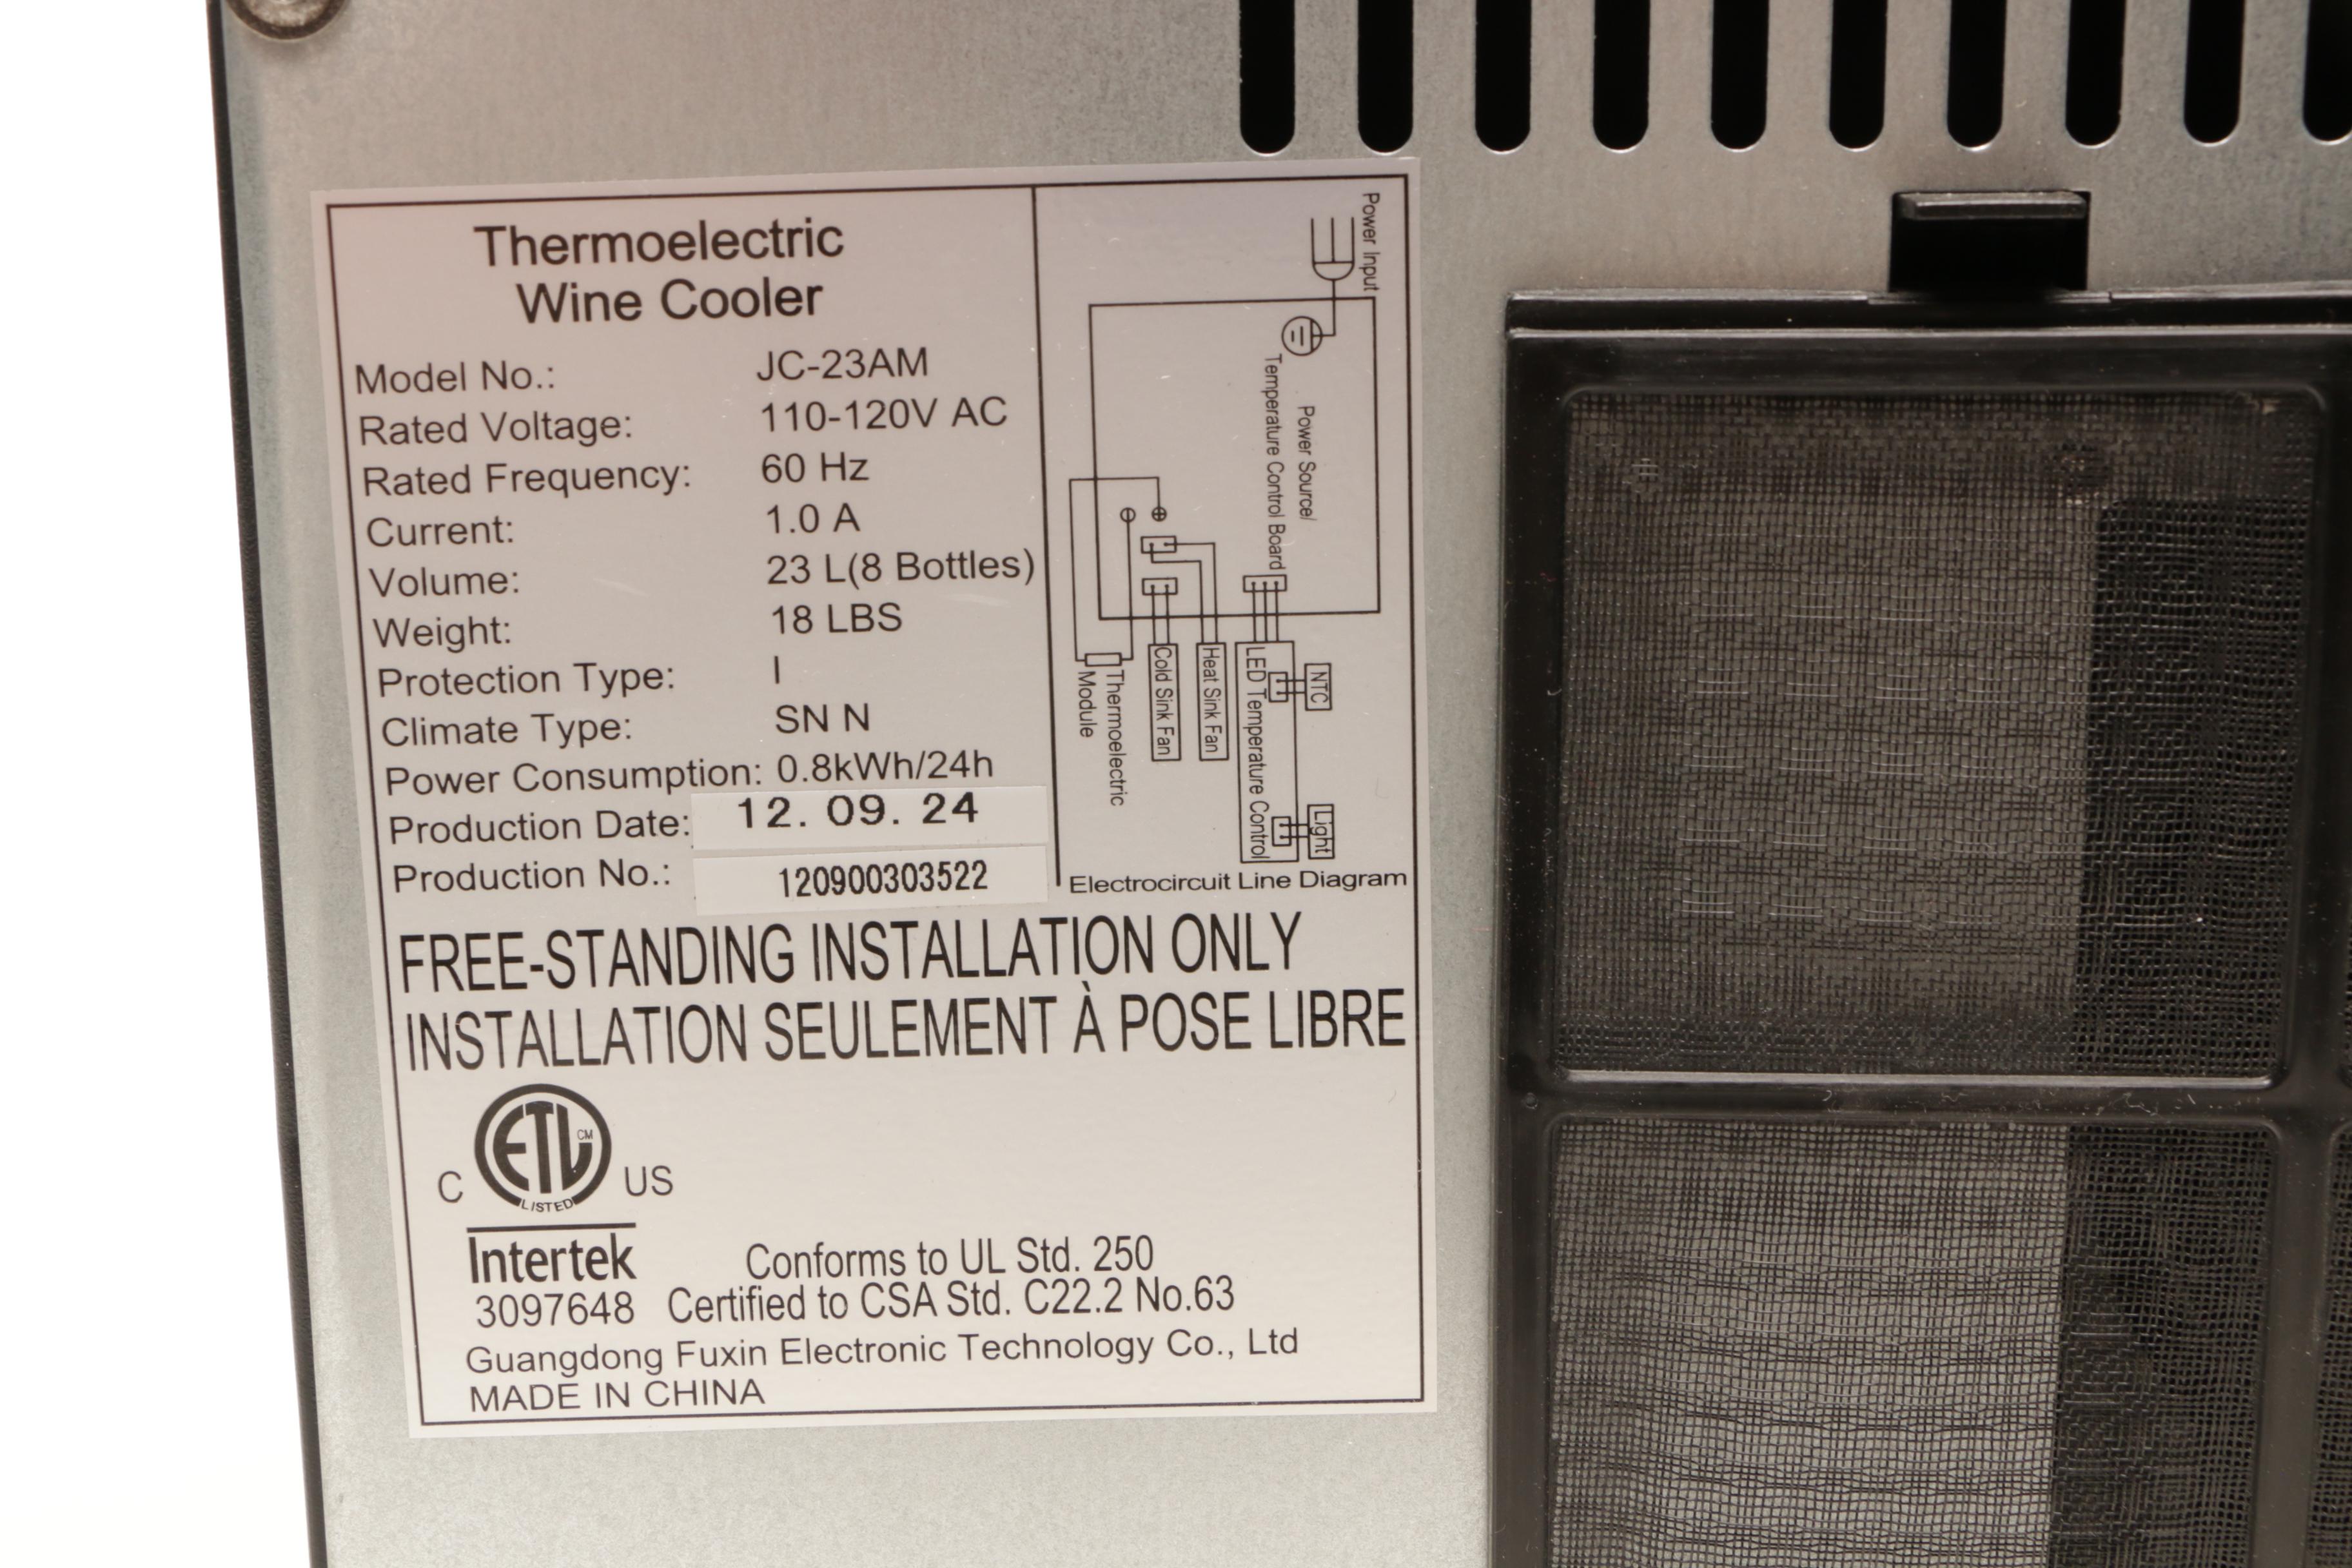 Thermoelectric
Wine Cooler
Model No.: JC-23AM
Rated Voltage: 110-120V AC
Rated Frequency: 60 Hz
Current: 1.0 A
Volume: 23 L(8 Bottles)
Weight: 18 LBS
Protection Type: I
Climate Type: SN N
Power Consumption: 0.8kWh/24h
Production Date: 12. 09. 24
Production No.: 120900303522
Power Input
Power Source/
Temperature Control Board
NTC
Light
LED Temperature Control
Heat Sink Fan
Cold Sink Fan
Thermoelectric
Module
Electrocircuit Line Diagram
FREE-STANDING INSTALLATION ONLY
INSTALLATION SEULEMENT À POSE LIBRE
C ETL CM LISTED US
Intertek
3097648
Conforms to UL Std. 250
Certified to CSA Std. C22.2 No.63
Guangdong Fuxin Electronic Technology Co., Ltd
MADE IN CHINA